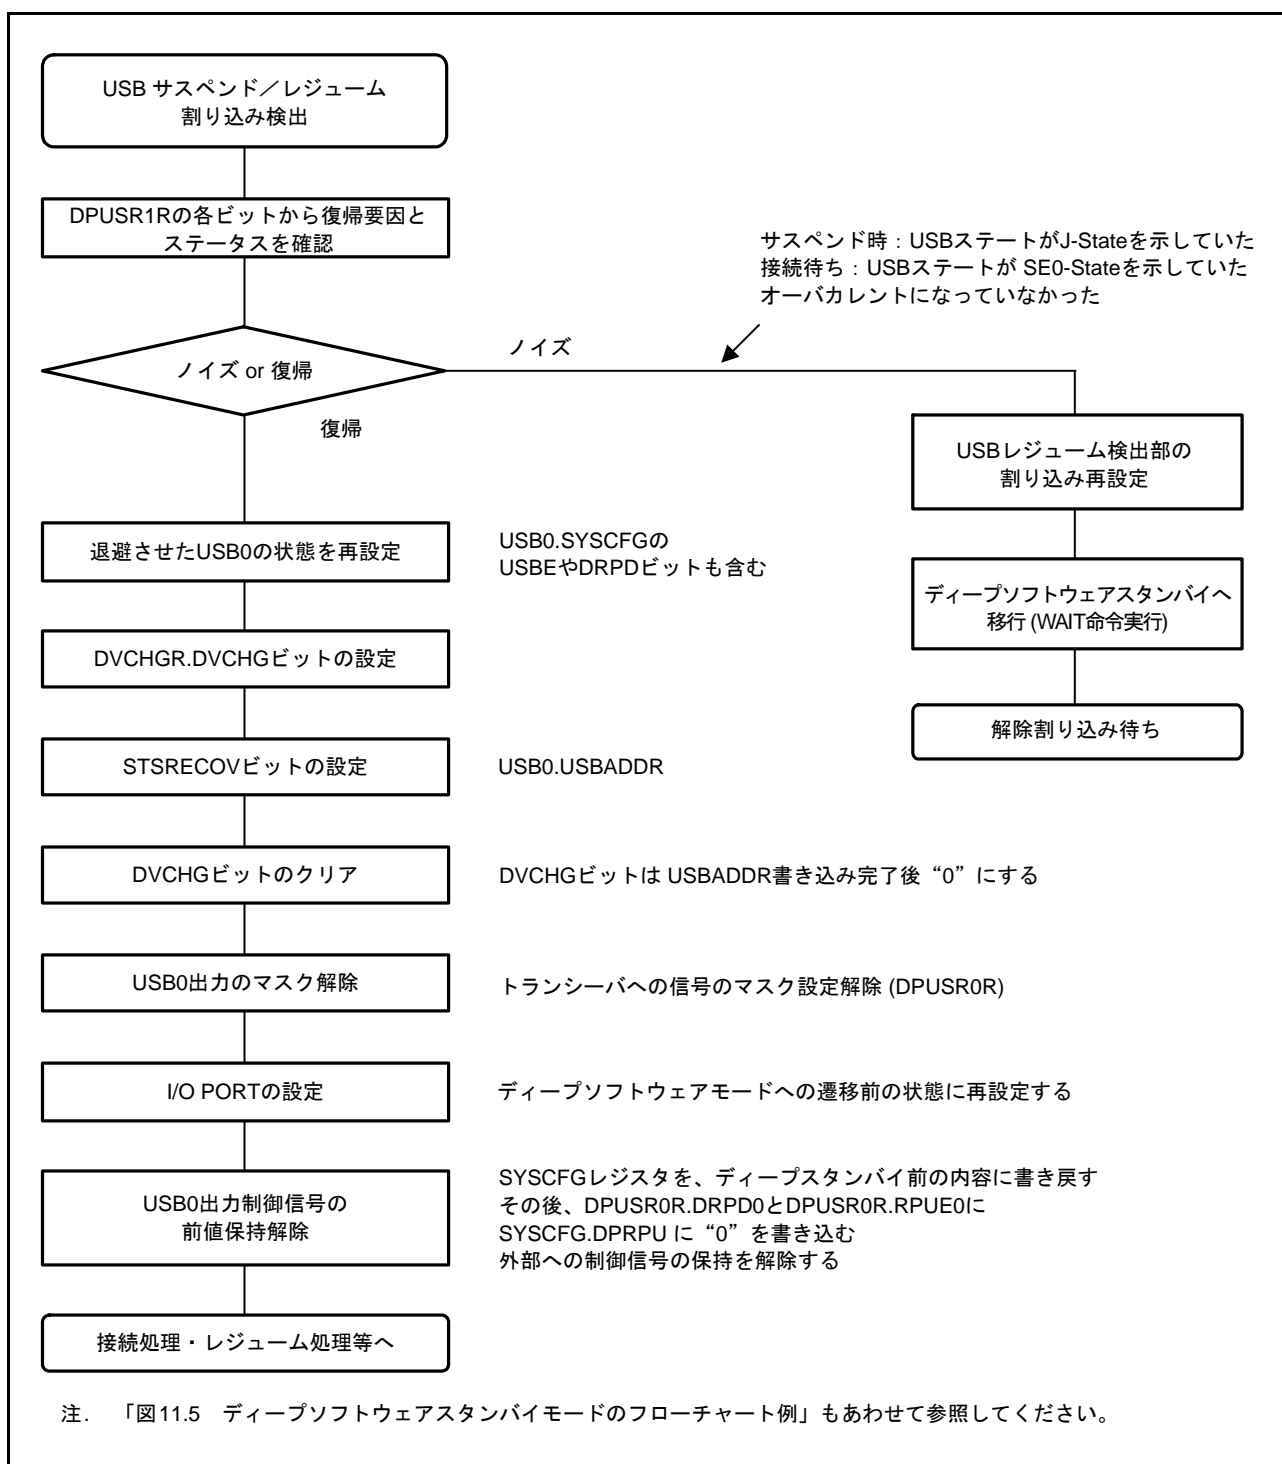 USB サスペンド／レジューム
割り込み検出
DPUSR1Rの各ビットから復帰要因と
ステータスを確認
サスペンド時：USBステートがJ-Stateを示していた
接続待ち：USBステートが SE0-Stateを示していた
オーバカレントになっていなかった
ノイズ or 復帰
ノイズ
復帰
USBレジューム検出部の
割り込み再設定
ディープソフトウェアスタンバイへ
移行 (WAIT命令実行)
解除割り込み待ち
退避させたUSB0の状態を再設定
USB0.SYSCFGの
USBEやDRPDビットも含む
DVCHGR.DVCHGビットの設定
STSRECOVビットの設定
USB0.USBADDR
DVCHGビットのクリア
DVCHGビットは USBADDR書き込み完了後“0”にする
USB0出力のマスク解除
トランシーバへの信号のマスク設定解除 (DPUSR0R)
I/O PORTの設定
ディープソフトウェアモードへの遷移前の状態に再設定する
USB0出力制御信号の
前値保持解除
SYSCFGレジスタを、ディープスタンバイ前の内容に書き戻す
その後、DPUSR0R.DRPD0とDPUSR0R.RPUE0に
SYSCFG.DPRPU に“0”を書き込む
外部への制御信号の保持を解除する
接続処理・レジューム処理等へ
注. 「図11.5 ディープソフトウェアスタンバイモードのフローチャート例」もあわせて参照してください。